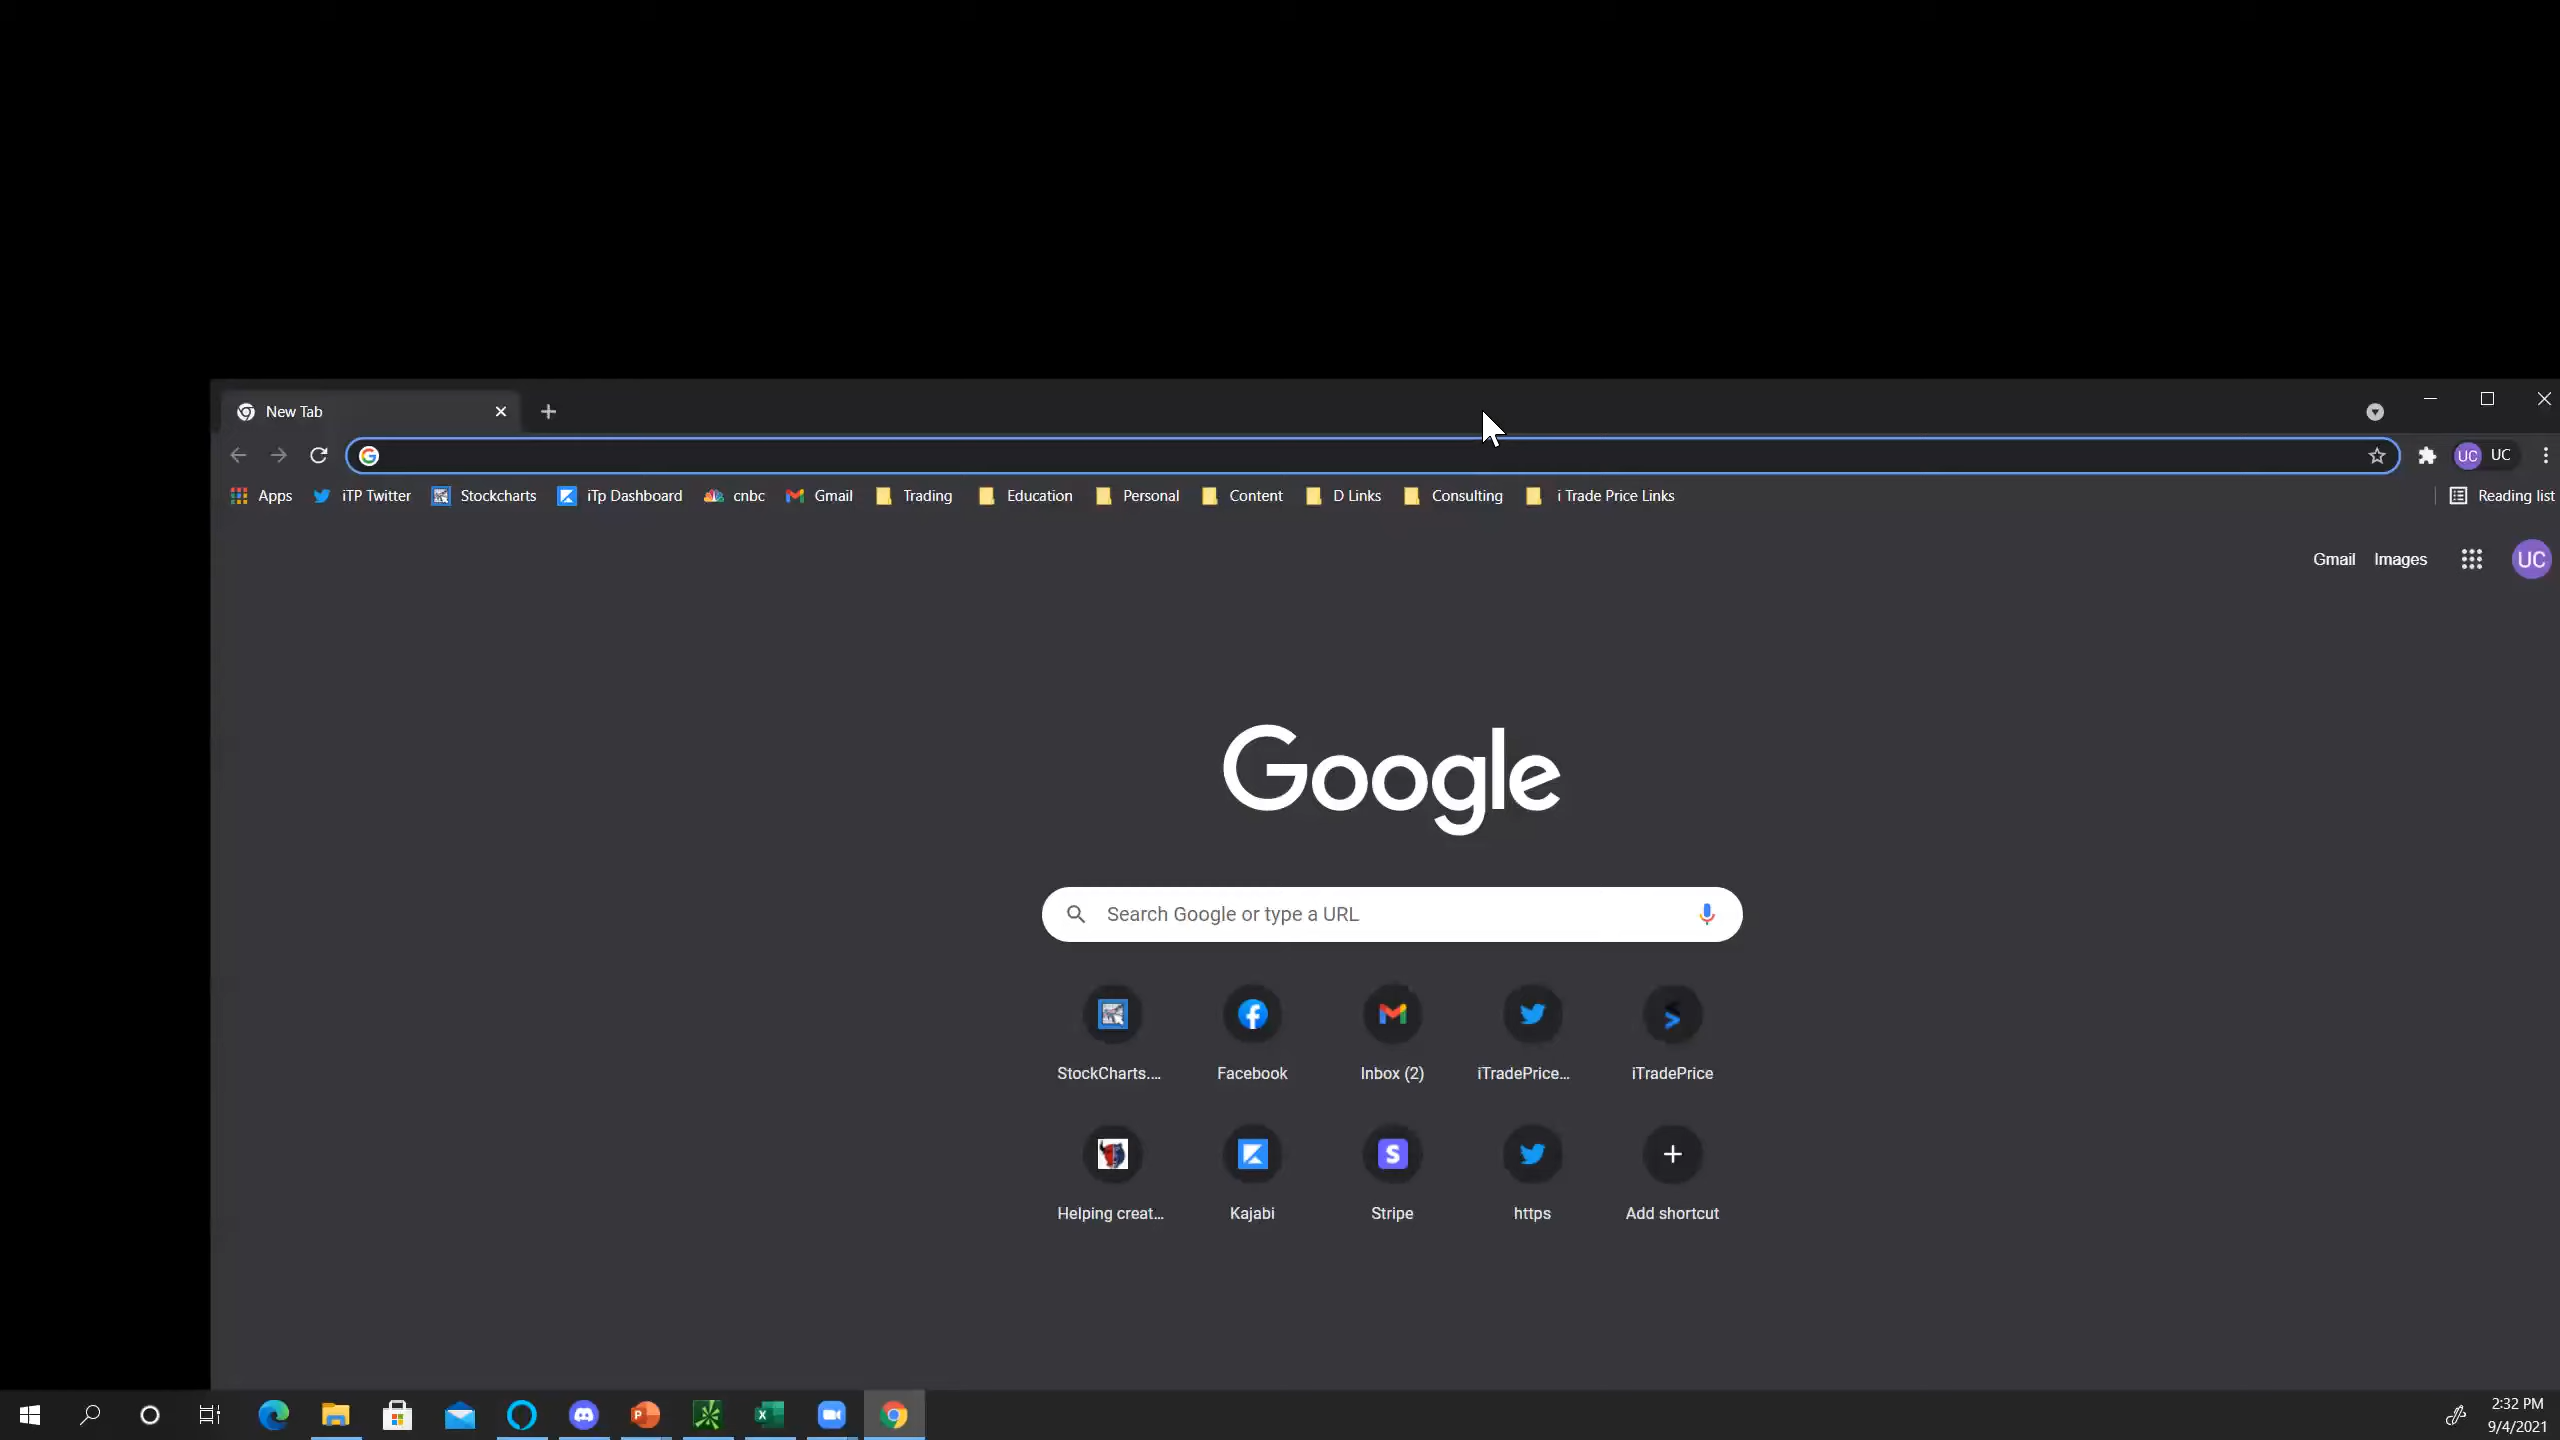 New Tab
UC UC
Apps iTP Twitter Stockcharts iTp Dashboard cnbc Gmail Trading Education Personal Content D Links Consulting i Trade Price Links Reading list
Gmail Images UC
Google
Search Google or type a URL
StockCharts.... Facebook Inbox (2) iTradePrice... iTradePrice
Helping creat... Kajabi Stripe https Add shortcut
2:32 PM
9/4/2021